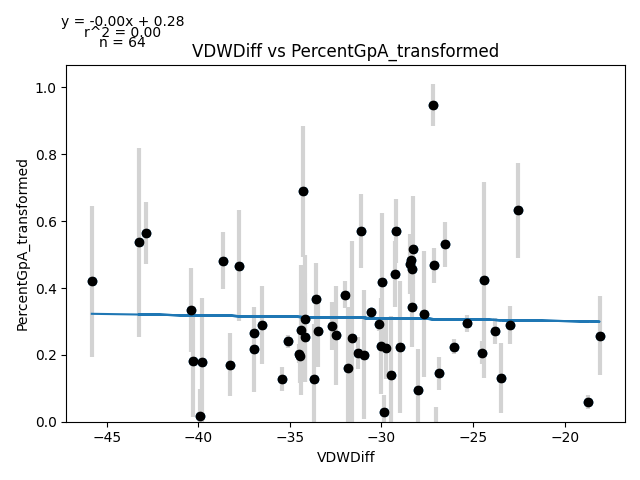 y = -0.00x + 0.28
r^2 = 0.00
n = 64
VDWDiff vs PercentGpA_transformed
PercentGpA_transformed
1.0
0.8
0.6
0.4
0.2
0.0
−45 −40 −35 −30 −25 −20
VDWDiff